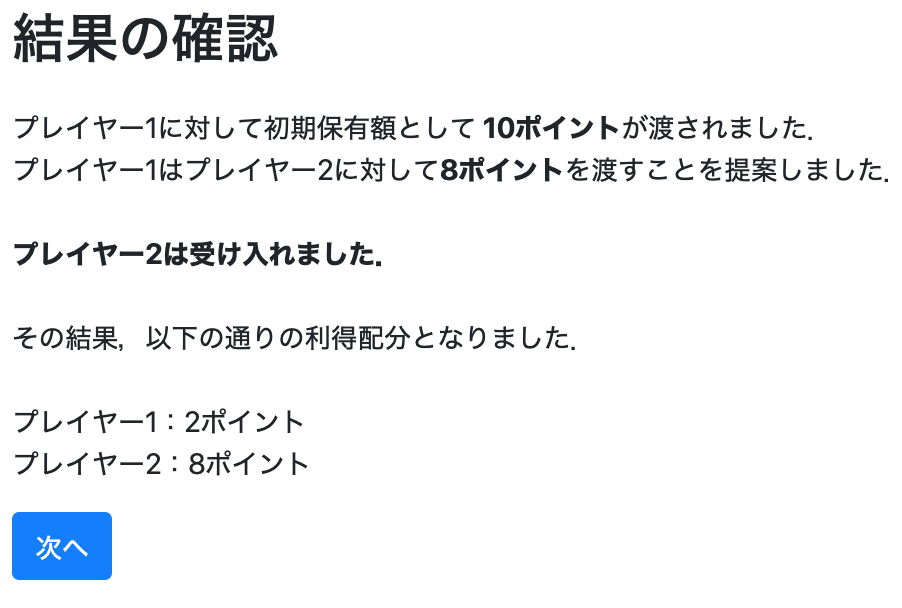 結果の確認
プレイヤー1に対して初期保有額として 10ポイントが渡されました．
プレイヤー1はプレイヤー2に対して8ポイントを渡すことを提案しました．
プレイヤー2は受け入れました．
その結果，以下の通りの利得配分となりました．
プレイヤー1：2ポイント
プレイヤー2：8ポイント
次へ